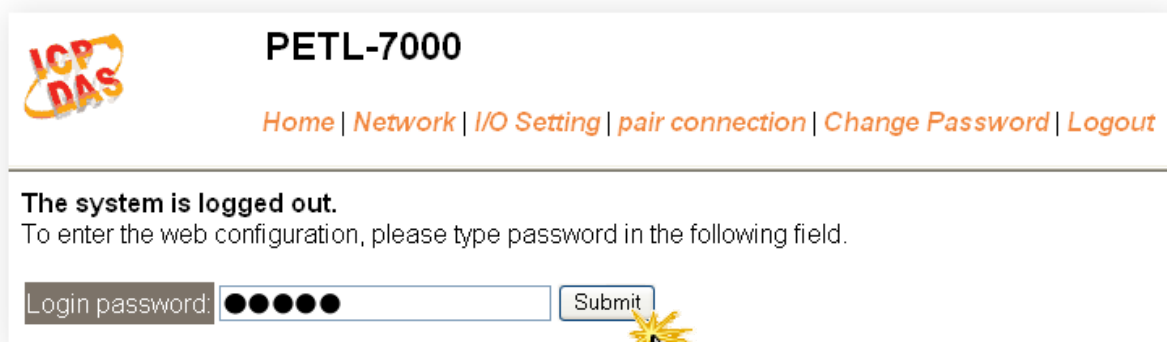 ICP
DAS
PETL-7000
Home | Network | I/O Setting | pair connection | Change Password | Logout
The system is logged out.
To enter the web configuration, please type password in the following field.
Login password: ●●●●● Submit